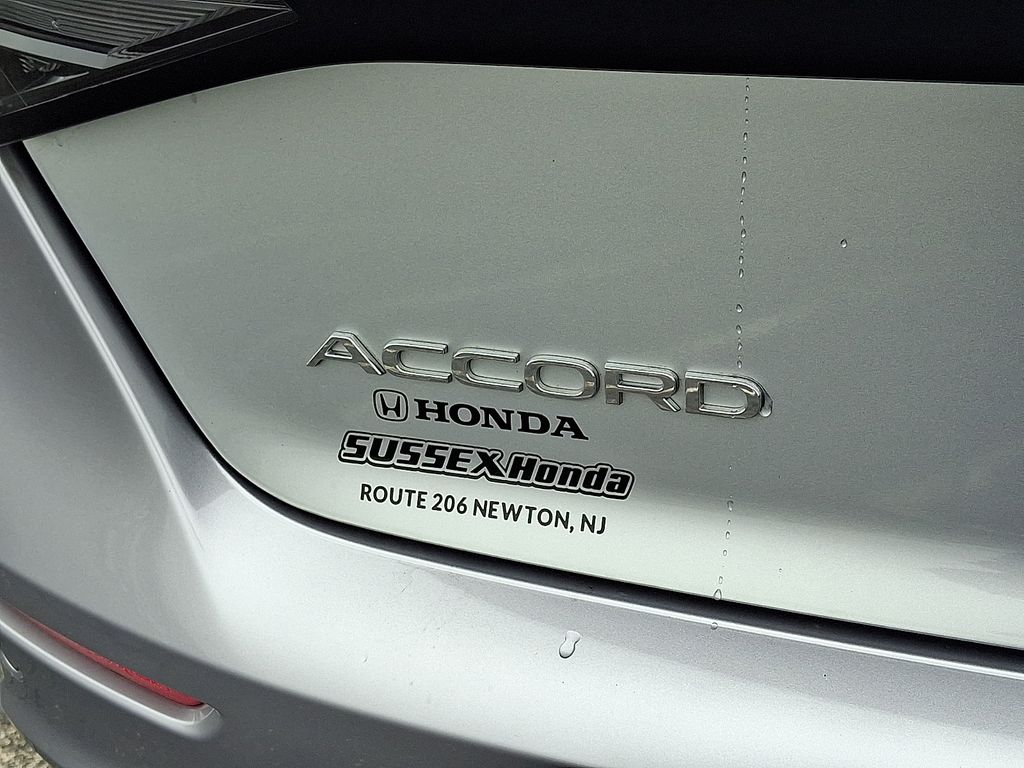 ACCORD
HONDA
SUSSEX Honda
ROUTE 206 NEWTON, NJ